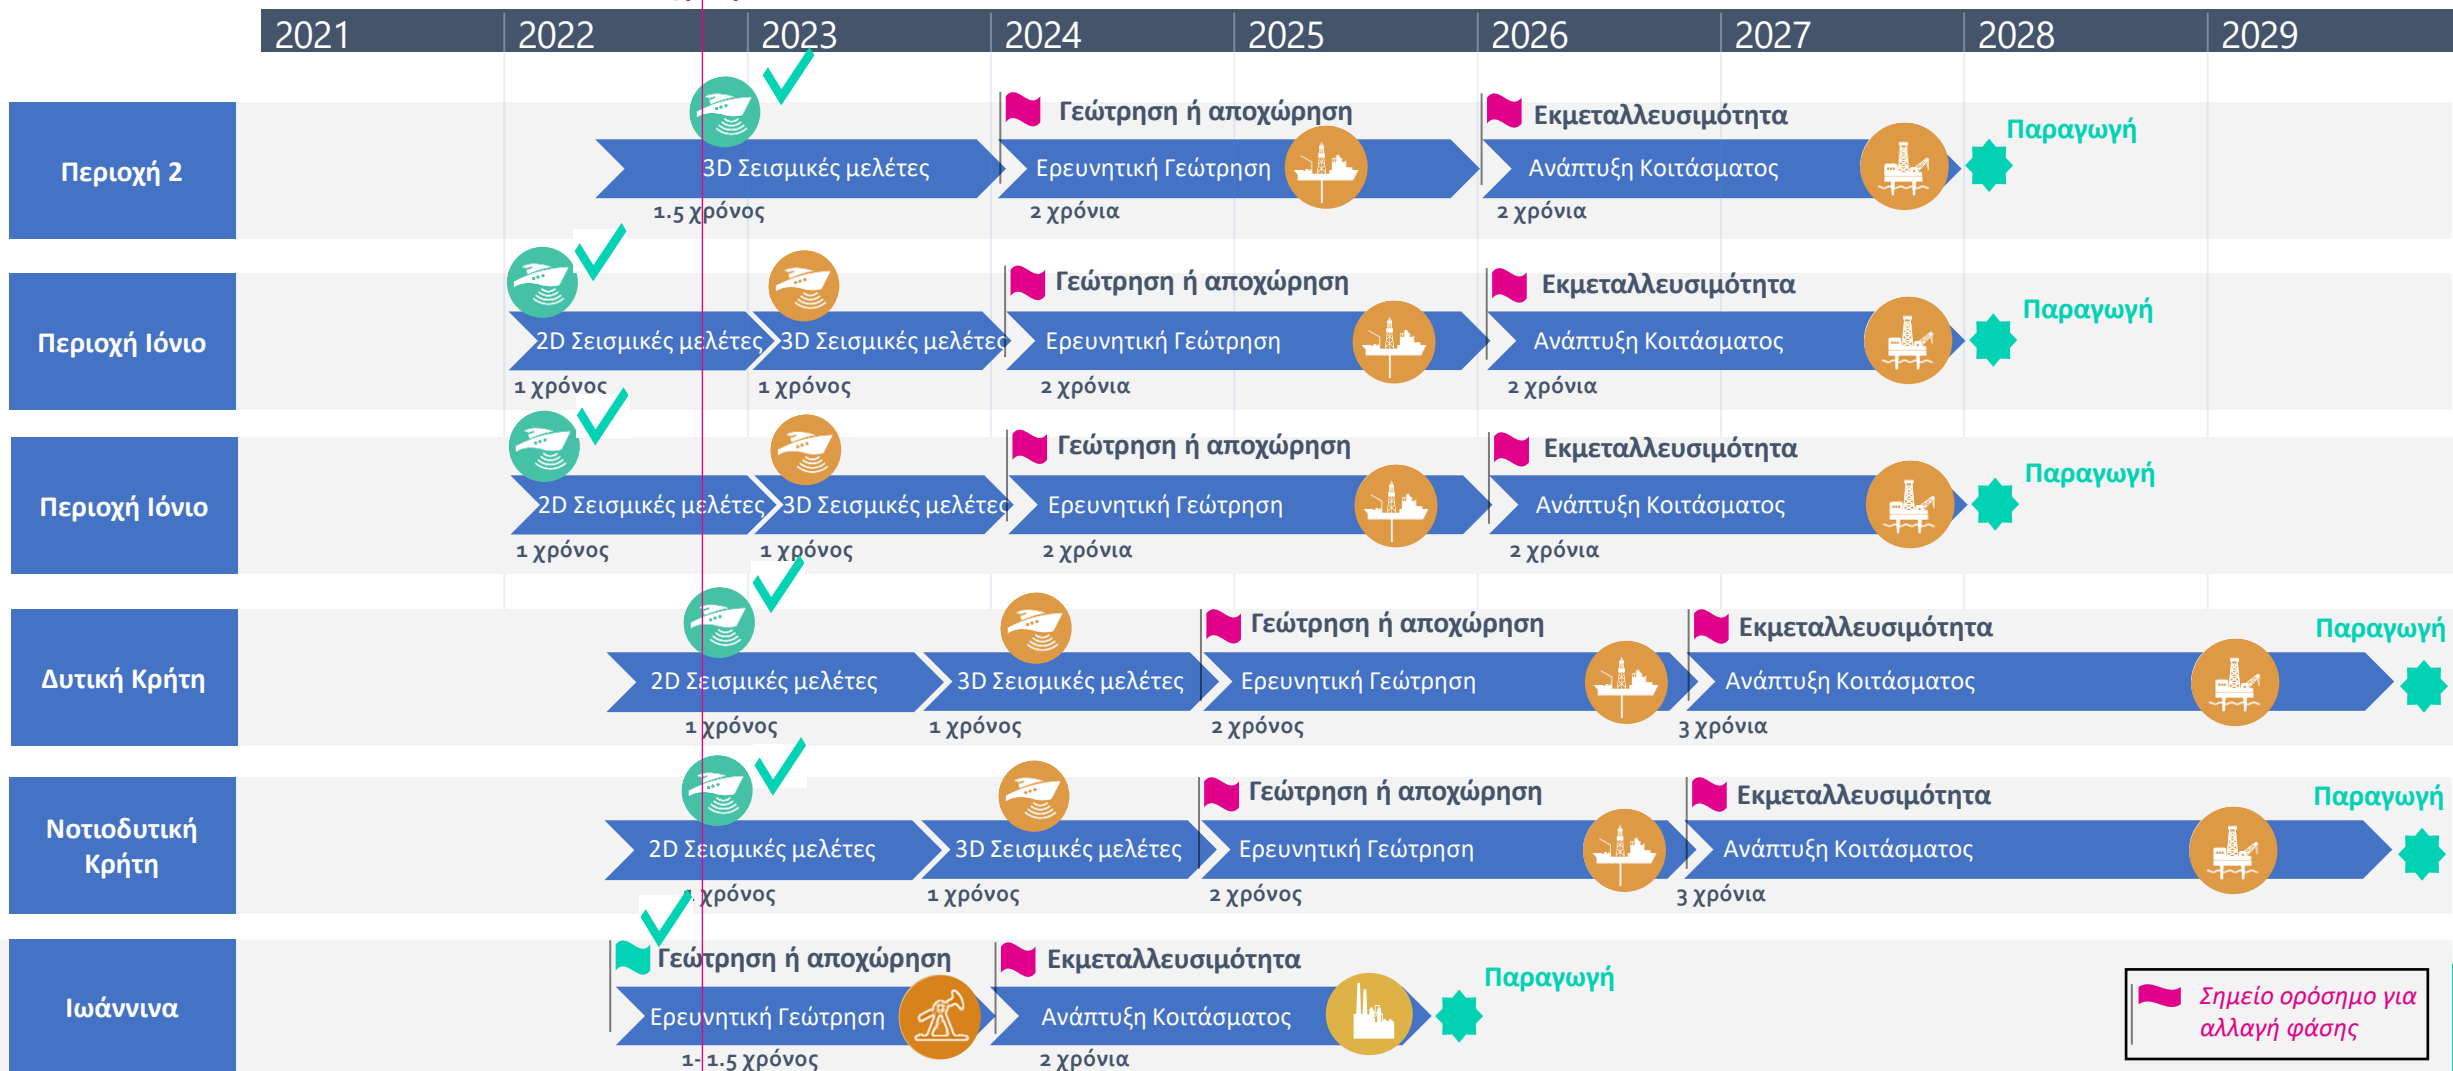 2021 2022 2023 2024 2025 2026 2027 2028 2029
Περιοχή 2
Γεώτρηση ή αποχώρηση
Εκμεταλλευσιμότητα
Παραγωγή
3D Σεισμικές μελέτες
Ερευνητική Γεώτρηση
Ανάπτυξη Κοιτάσματος
1.5 χρόνος
2 χρόνια
2 χρόνια
Περιοχή Ιόνιο
Γεώτρηση ή αποχώρηση
Εκμεταλλευσιμότητα
Παραγωγή
2D Σεισμικές μελέτες
3D Σεισμικές μελέτες
Ερευνητική Γεώτρηση
Ανάπτυξη Κοιτάσματος
1 χρόνος
1 χρόνος
2 χρόνια
2 χρόνια
Περιοχή Ιόνιο
Γεώτρηση ή αποχώρηση
Εκμεταλλευσιμότητα
Παραγωγή
2D Σεισμικές μελέτες
3D Σεισμικές μελέτες
Ερευνητική Γεώτρηση
Ανάπτυξη Κοιτάσματος
1 χρόνος
1 χρόνος
2 χρόνια
2 χρόνια
Δυτική Κρήτη
Γεώτρηση ή αποχώρηση
Εκμεταλλευσιμότητα
Παραγωγή
2D Σεισμικές μελέτες
3D Σεισμικές μελέτες
Ερευνητική Γεώτρηση
Ανάπτυξη Κοιτάσματος
1 χρόνος
1 χρόνος
2 χρόνος
3 χρόνια
Νοτιοδυτική
Κρήτη
Γεώτρηση ή αποχώρηση
Εκμεταλλευσιμότητα
Παραγωγή
2D Σεισμικές μελέτες
3D Σεισμικές μελέτες
Ερευνητική Γεώτρηση
Ανάπτυξη Κοιτάσματος
1 χρόνος
1 χρόνος
2 χρόνος
3 χρόνια
Ιωάννινα
Γεώτρηση ή αποχώρηση
Εκμεταλλευσιμότητα
Παραγωγή
Ερευνητική Γεώτρηση
Ανάπτυξη Κοιτάσματος
1- 1.5 χρόνος
2 χρόνια
Σημείο ορόσημο για
αλλαγή φάσης